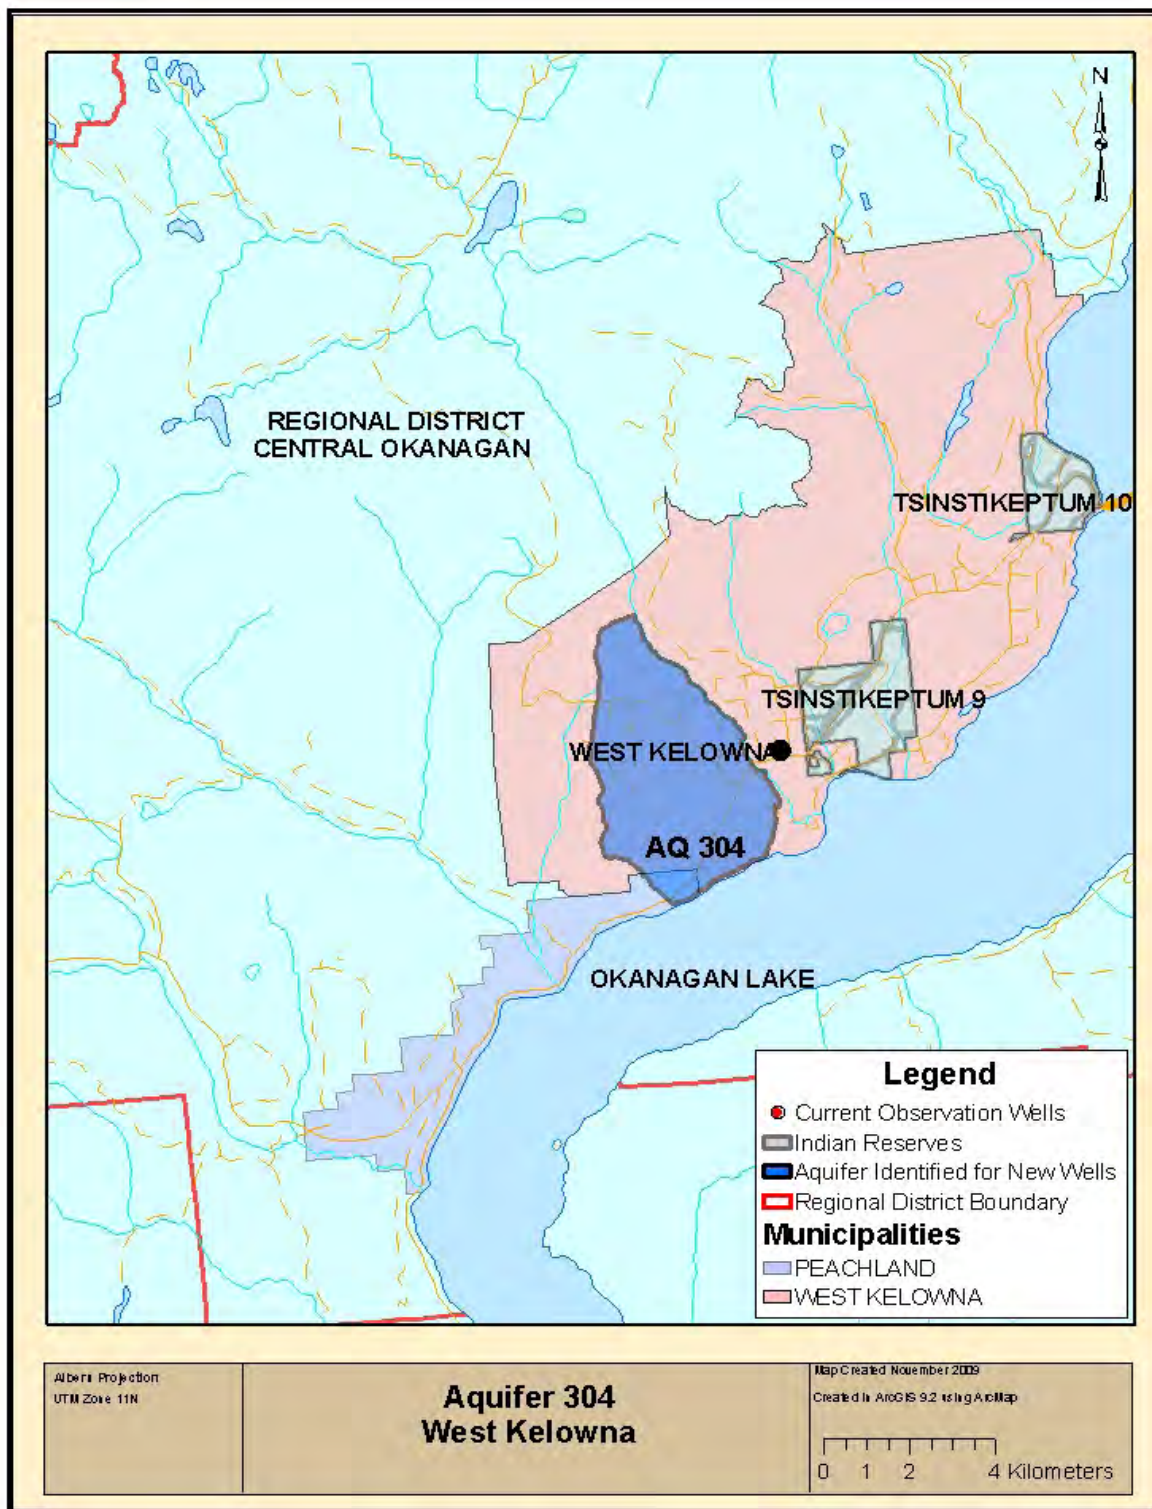 N
REGIONAL DISTRICT
CENTRAL OKANAGAN
TSINSTIKEPTUM 10
TSINSTIKEPTUM 9
WEST KELOWNA
AQ 304
OKANAGAN LAKE
Legend
Current Observation Wells
Indian Reserves
Aquifer Identified for New Wells
Regional District Boundary
Municipalities
PEACHLAND
WEST KELOWNA
Albers Projection
UTM Zone 11N
Aquifer 304
West Kelowna
Map Created November 2009
Created in ArcGIS 9.2 using ArcMap
0 1 2 4 Kilometers